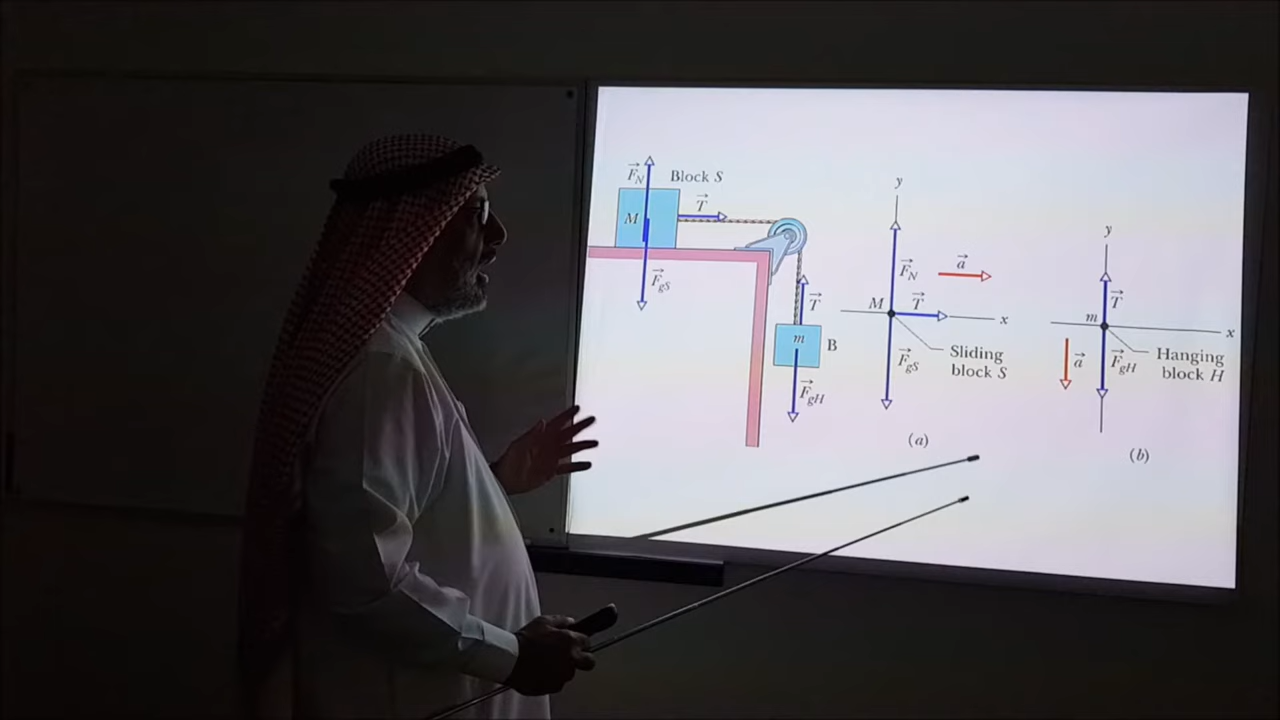 F_N
Block S
T
M
F_gS
T
m
B
F_gH
y
F_N
a
M
T
x
F_gS
Sliding
block S
(a)
y
T
m
x
a
F_gH
Hanging
block H
(b)